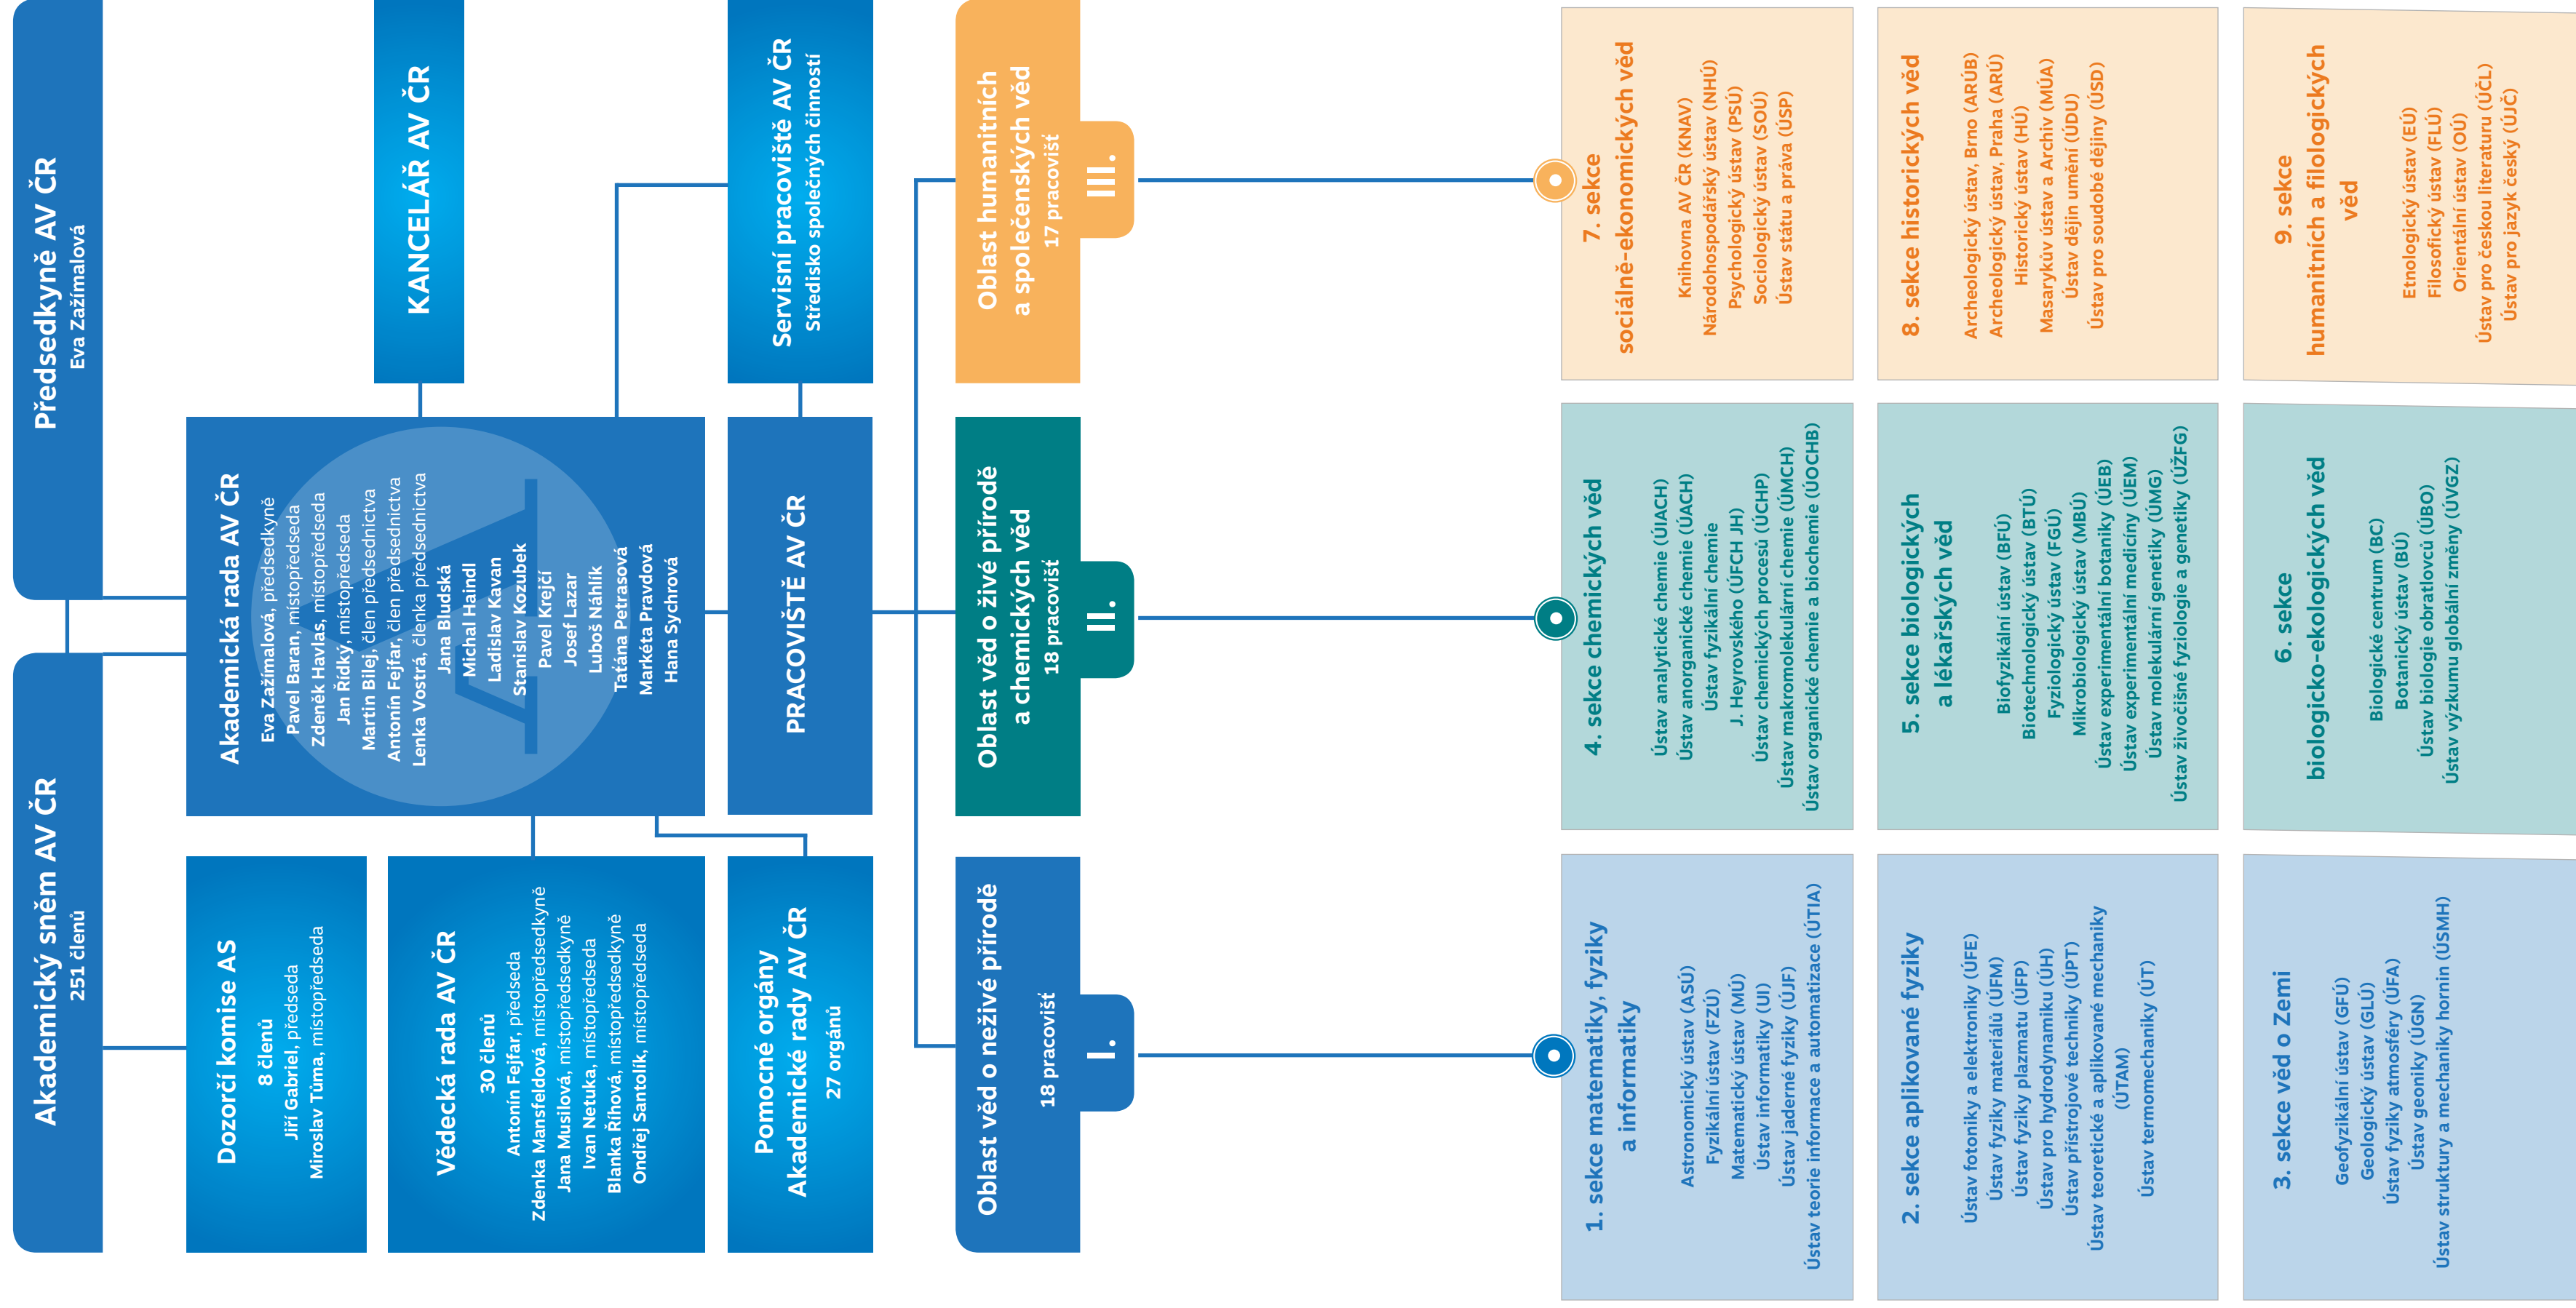 Akademický sněm AV ČR
251 členů
Předsedkyně AV ČR
Eva Zažímalová
Dozorčí komise AS
8 členů
Jiří Gabriel, předseda
Miroslav Tůma, místopředseda
Vědecká rada AV ČR
30 členů
Antonín Fejfar, předseda
Zdenka Mansfeldová, místopředsedkyně
Jana Musilová, místopředsedkyně
Ivan Netuka, místopředseda
Blanka Říhová, místopředsedkyně
Ondřej Santolík, místopředseda
Pomocné orgány
Akademické rady AV ČR
27 orgánů
Akademická rada AV ČR
Eva Zažímalová, předsedkyně
Pavel Baran, místopředseda
Zdeněk Havlas, místopředseda
Jan Řídký, místopředseda
Martin Bilej, člen předsednictva
Antonín Fejfar, člen předsednictva
Lenka Vostrá, členka předsednictva
Jana Bludská
Michal Haindl
Ladislav Kavan
Stanislav Kozubek
Pavel Krejčí
Josef Lazar
Luboš Náhlík
Taťána Petrasová
Markéta Pravdová
Hana Sychrová
KANCELÁŘ AV ČR
PRACOVIŠTĚ AV ČR
Servisní pracoviště AV ČR
Středisko společných činností
Oblast věd o neživé přírodě
18 pracovišť
I.
Oblast věd o živé přírodě
a chemických věd
18 pracovišť
II.
Oblast humanitních
a společenských věd
17 pracovišť
III.
1. sekce matematiky, fyziky
a informatiky
Astronomický ústav (ASÚ)
Fyzikální ústav (FZÚ)
Matematický ústav (MÚ)
Ústav informatiky (UI)
Ústav jaderné fyziky (ÚJF)
Ústav teorie informace a automatizace (ÚTIA)
4. sekce chemických věd
Ústav analytické chemie (ÚIACH)
Ústav anorganické chemie (ÚACH)
Ústav fyzikální chemie
J. Heyrovského (ÚFCH JH)
Ústav chemických procesú (ÚCHP)
Ústav makromolekulární chemie (ÚMCH)
Ústav organické chemie a biochemie (ÚOCHB)
7. sekce
sociálně-ekonomických věd
Knihovna AV ČR (KNAV)
Národohospodářský ústav (NHÚ)
Psychologický ústav (PSÚ)
Sociologický ústav (SOÚ)
Ústav státu a práva (ÚSP)
2. sekce aplikované fyziky
Ústav fotoniky a elektroniky (ÚFE)
Ústav fyziky materiálů (ÚFM)
Ústav fyziky plazmatu (ÚFP)
Ústav pro hydrodynamiku (ÚH)
Ústav přístrojové techniky (ÚPT)
Ústav teoretické a aplikované mechaniky
(ÚTAM)
Ústav termomechaniky (ÚT)
5. sekce biologických
a lékařských věd
Biofyzikální ústav (BFÚ)
Biotechnologický ústav (BTÚ)
Fyziologický ústav (FGÚ)
Mikrobiologický ústav (MBÚ)
Ústav experimentální botaniky (ÚEB)
Ústav experimentální medicíny (ÚEM)
Ústav molekulární genetiky (ÚMG)
Ústav živočišné fyziologie a genetiky (ÚŽFG)
8. sekce historických věd
Archeologický ústav, Brno (ARÚB)
Archeologický ústav, Praha (ARÚ)
Historický ústav (HÚ)
Masarykův ústav a Archiv (MÚA)
Ústav dějin umění (ÚDU)
Ústav pro soudobé dějiny (ÚSD)
3. sekce věd o Zemi
Geofyzikální ústav (GFÚ)
Geologický ústav (GLÚ)
Ústav fyziky atmosféry (ÚFA)
Ústav geoniky (ÚGN)
Ústav struktury a mechaniky hornin (ÚSMH)
6. sekce
biologicko-ekologických věd
Biologické centrum (BC)
Botanický ústav (BÚ)
Ústav biologie obratlovců (ÚBO)
Ústav výzkumu globální změny (ÚVGZ)
9. sekce
humanitních a filologických
věd
Etnologický ústav (EÚ)
Filosofický ústav (FLÚ)
Orientální ústav (OÚ)
Ústav pro českou literaturu (ÚČL)
Ústav pro jazyk český (ÚJČ)